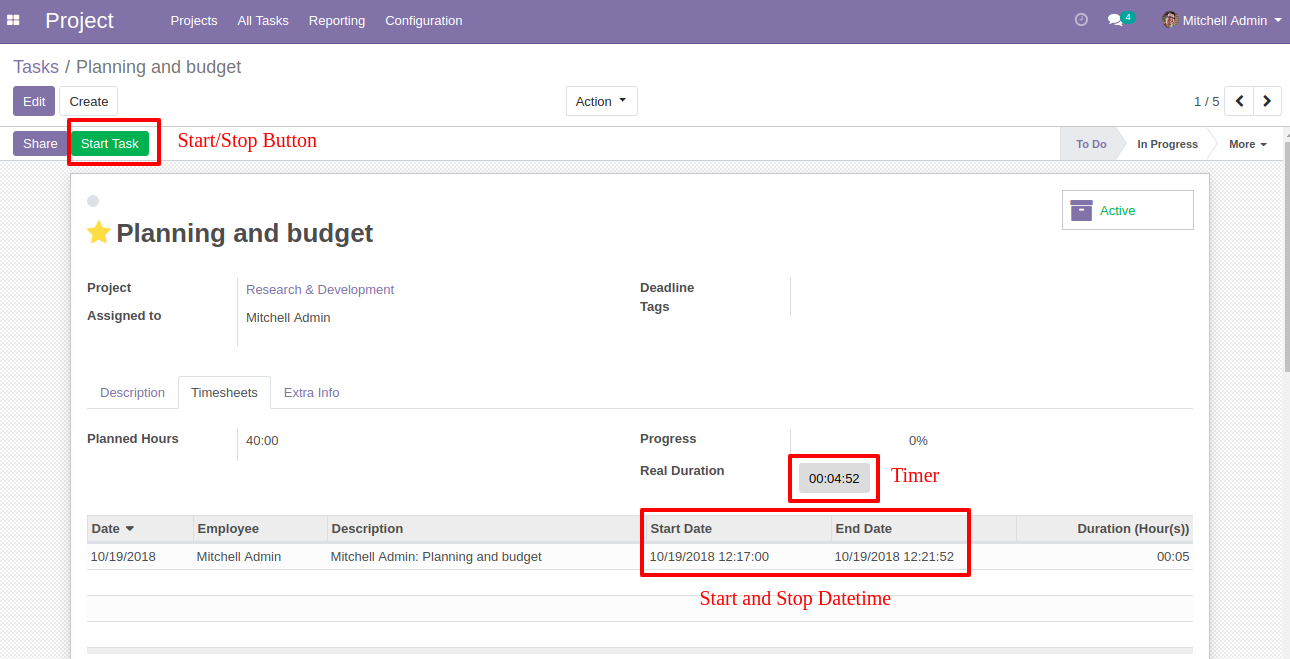 Project Projects All Tasks Reporting Configuration 4 Mitchell Admin
Tasks / Planning and budget
Edit Create Action 1 / 5
Share Start Task Start/Stop Button To Do In Progress More
Active
Planning and budget
Project Research & Development Deadline
Tags
Assigned to Mitchell Admin
Description Timesheets Extra Info
Planned Hours 40:00 Progress 0%
Real Duration 00:04:52 Timer
Date Employee Description Start Date End Date Duration (Hour(s))
10/19/2018 Mitchell Admin Mitchell Admin: Planning and budget 10/19/2018 12:17:00 10/19/2018 12:21:52 00:05
Start and Stop Datetime